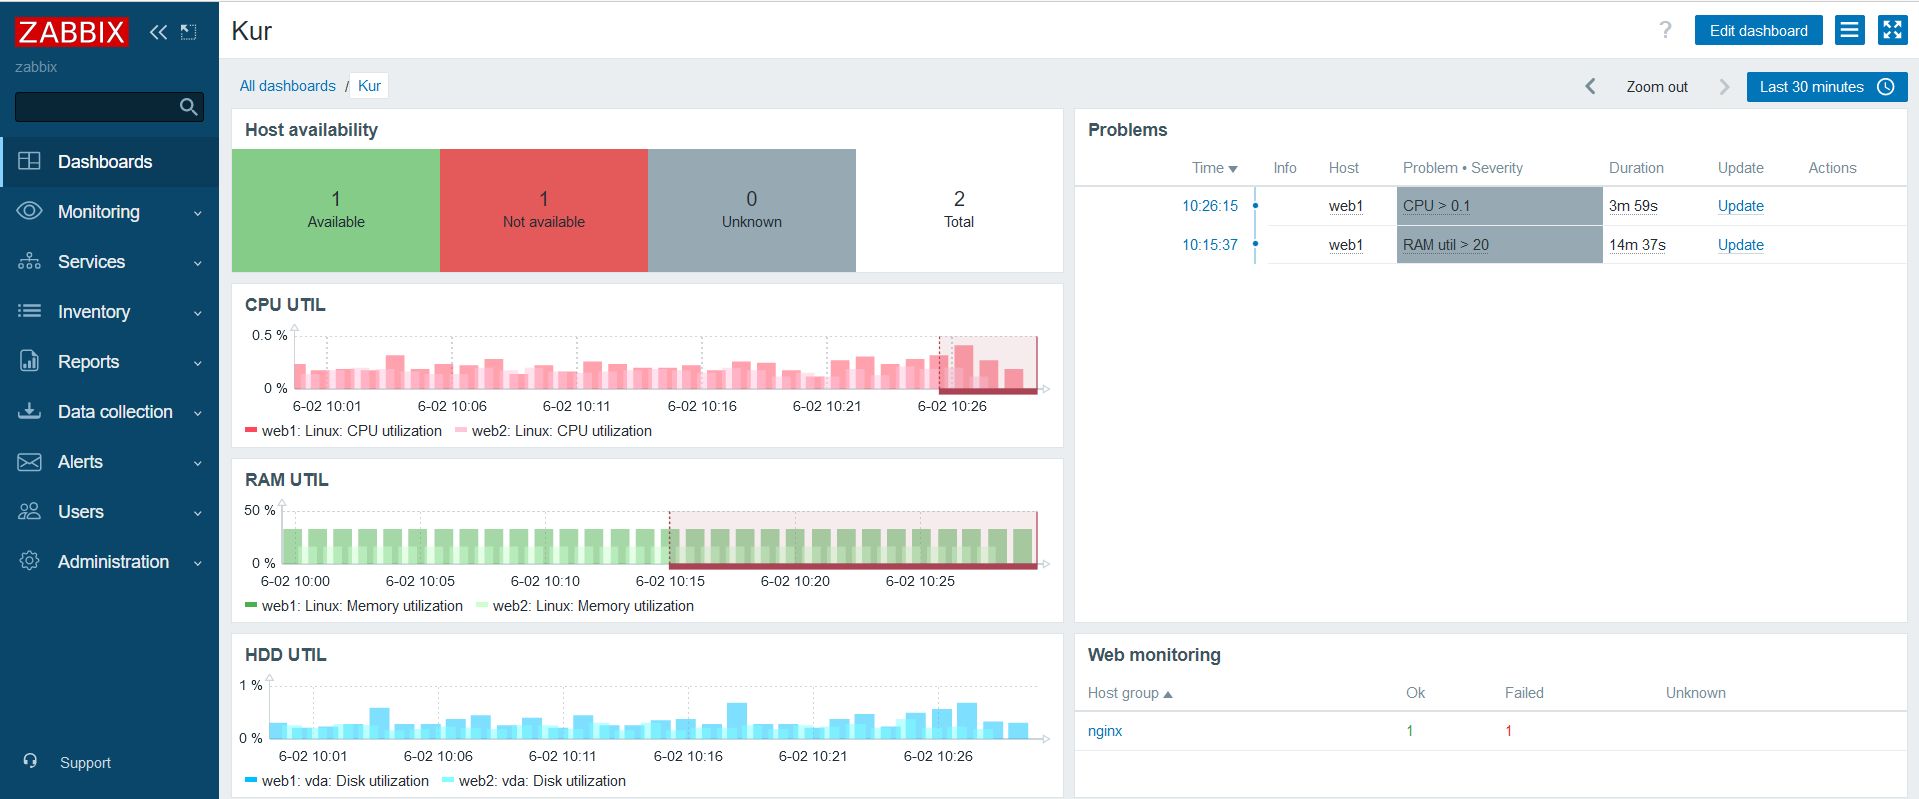 ZABBIX
zabbix
Dashboards
Monitoring
Services
Inventory
Reports
Data collection
Alerts
Users
Administration
Support
Kur
?
Edit dashboard
All dashboards / Kur
Zoom out
Last 30 minutes
Host availability
1
Available
1
Not available
0
Unknown
2
Total
CPU UTIL
0.5 %
0 %
6-02 10:01 6-02 10:06 6-02 10:11 6-02 10:16 6-02 10:21 6-02 10:26
web1: Linux: CPU utilization web2: Linux: CPU utilization
RAM UTIL
50 %
0 %
6-02 10:00 6-02 10:05 6-02 10:10 6-02 10:15 6-02 10:20 6-02 10:25
web1: Linux: Memory utilization web2: Linux: Memory utilization
HDD UTIL
1 %
0 %
6-02 10:01 6-02 10:06 6-02 10:11 6-02 10:16 6-02 10:21 6-02 10:26
web1: vda: Disk utilization web2: vda: Disk utilization
Problems
Time Info Host Problem • Severity Duration Update Actions
10:26:15 web1 CPU > 0.1 3m 59s Update
10:15:37 web1 RAM util > 20 14m 37s Update
Web monitoring
Host group Ok Failed Unknown
nginx 1 1